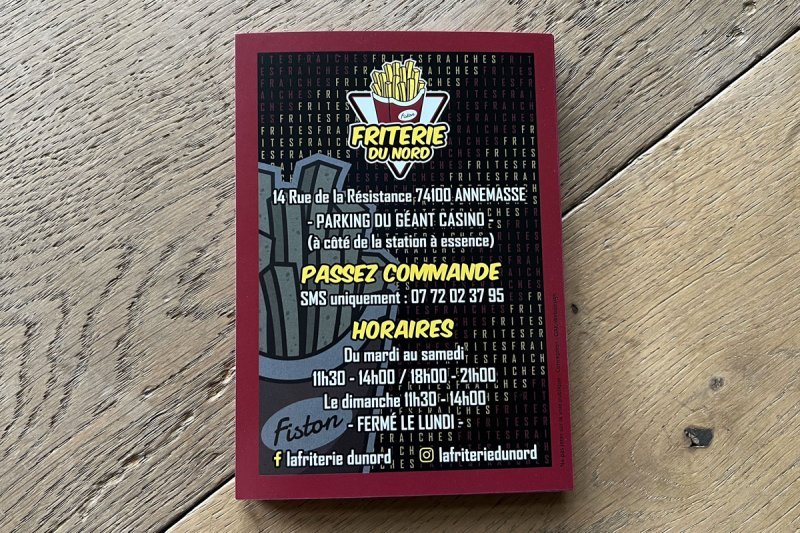 Fiston
FRITERIE
DU NORD
14 Rue de la Résistance 74100 ANNEMASSE
- PARKING DU GÉANT CASINO -
(à côté de la station à essence)
PASSEZ COMMANDE
SMS uniquement : 07 72 02 37 95
HORAIRES
Du mardi au samedi
11h30 - 14h00 / 18h00 - 21h00
Le dimanche 11h30 - 14h00
Fiston
- FERMÉ LE LUNDI -
f lafriterie dunord
lafriteriedunord